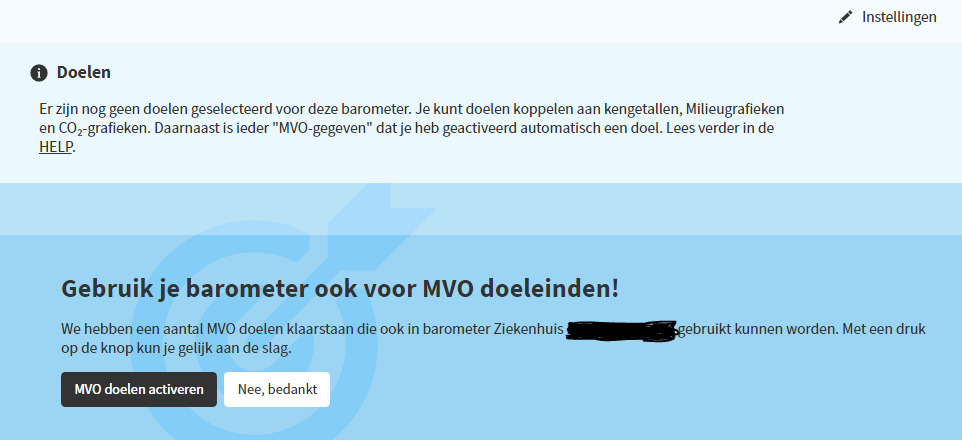 Instellingen
Doelen
Er zijn nog geen doelen geselecteerd voor deze barometer. Je kunt doelen koppelen aan kengetallen, Milieugrafieken
en CO₂-grafieken. Daarnaast is ieder "MVO-gegeven" dat je heb geactiveerd automatisch een doel. Lees verder in de
HELP.
Gebruik je barometer ook voor MVO doeleinden!
We hebben een aantal MVO doelen klaarstaan die ook in barometer Ziekenhuis gebruikt kunnen worden. Met een druk
op de knop kun je gelijk aan de slag.
MVO doelen activeren Nee, bedankt